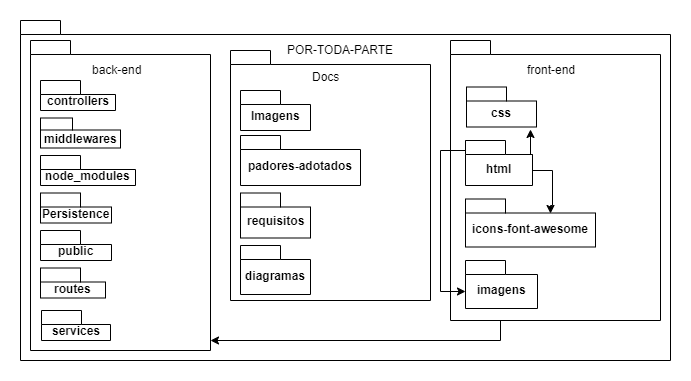 POR-TODA-PARTE
back-end
controllers
middlewares
node_modules
Persistence
public
routes
services
Docs
Imagens
padores-adotados
requisitos
diagramas
front-end
css
html
icons-font-awesome
imagens